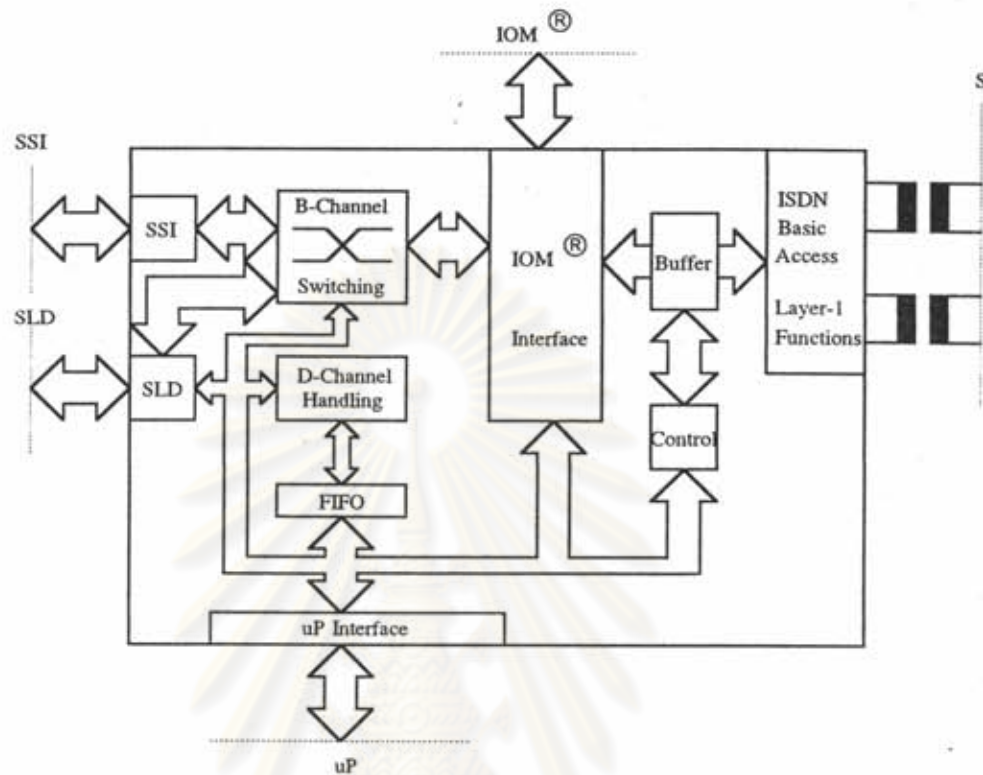 IOM ®
S
SSI
SSI
B-Channel
Switching
IOM ®
Interface
Buffer
ISDN
Basic
Access
Layer-1
Functions
SLD
SLD
D-Channel
Handling
Control
FIFO
uP Interface
uP